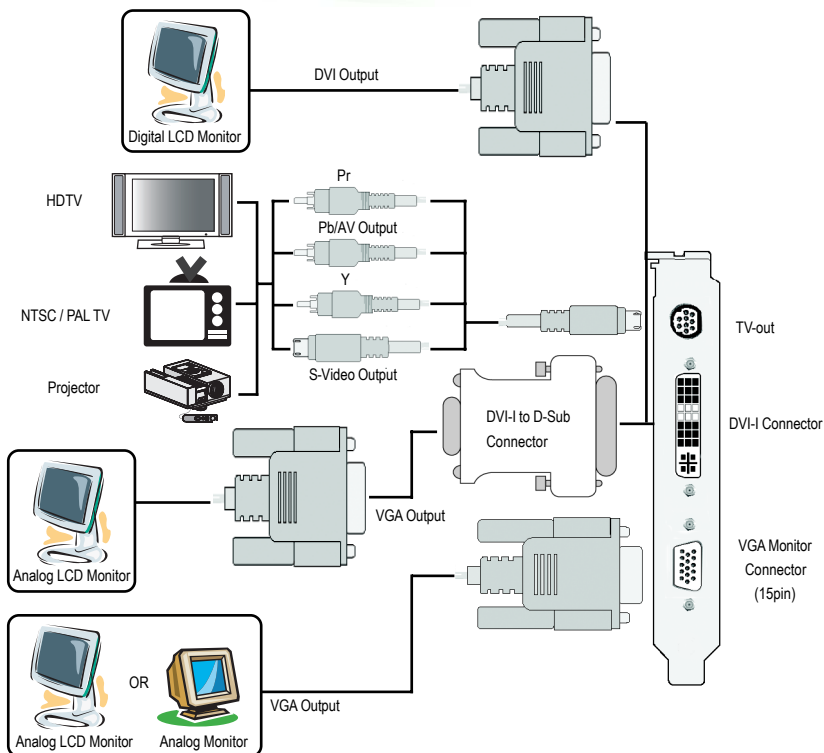 DVI Output
Digital LCD Monitor
HDTV
Pr
Pb/AV Output
Y
NTSC / PAL TV
TV-out
S-Video Output
Projector
DVI-I to D-Sub
Connector
DVI-I Connector
VGA Output
Analog LCD Monitor
VGA Monitor
Connector
(15pin)
OR
VGA Output
Analog LCD Monitor
Analog Monitor